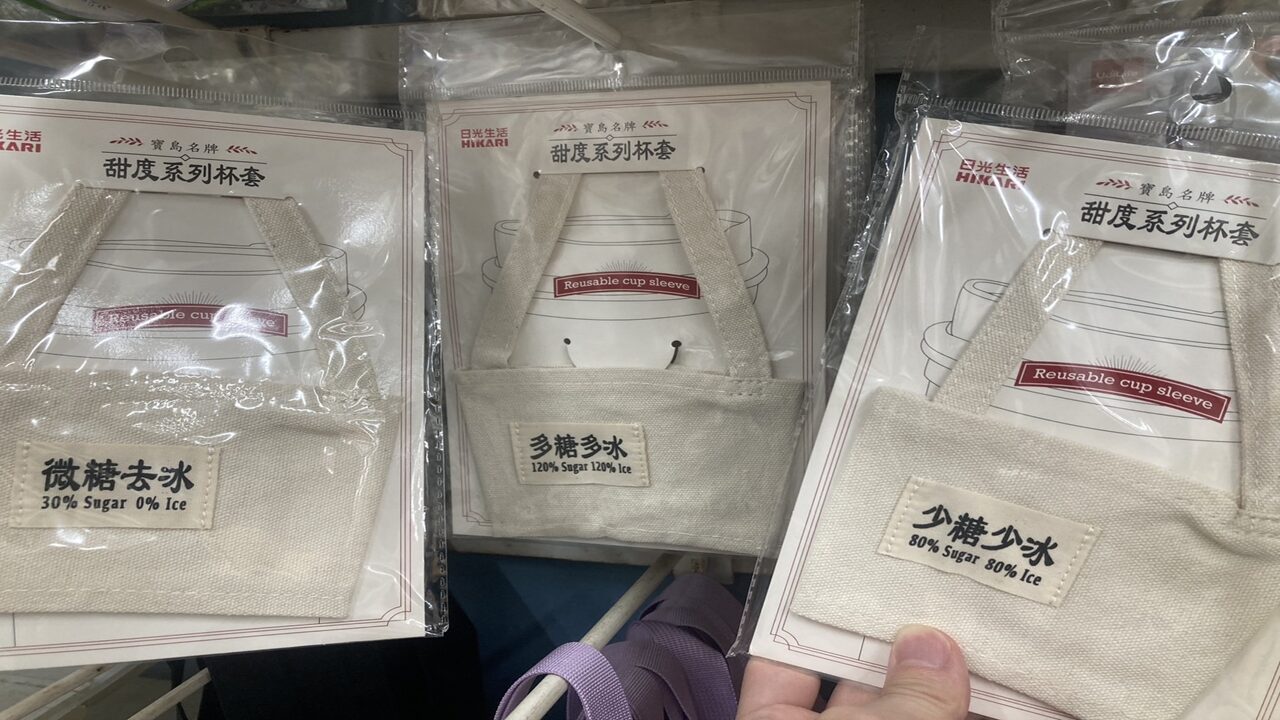 日光生活
HIKARI
寶島名牌
甜度系列杯套
Reusable cup sleeve
微糖去冰
30% Sugar 0% Ice
日光生活
HIKARI
寶島名牌
甜度系列杯套
Reusable cup sleeve
多糖多冰
120% Sugar 120% Ice
日光生活
HIKARI
寶島名牌
甜度系列杯套
Reusable cup sleeve
少糖少冰
80% Sugar 80% Ice